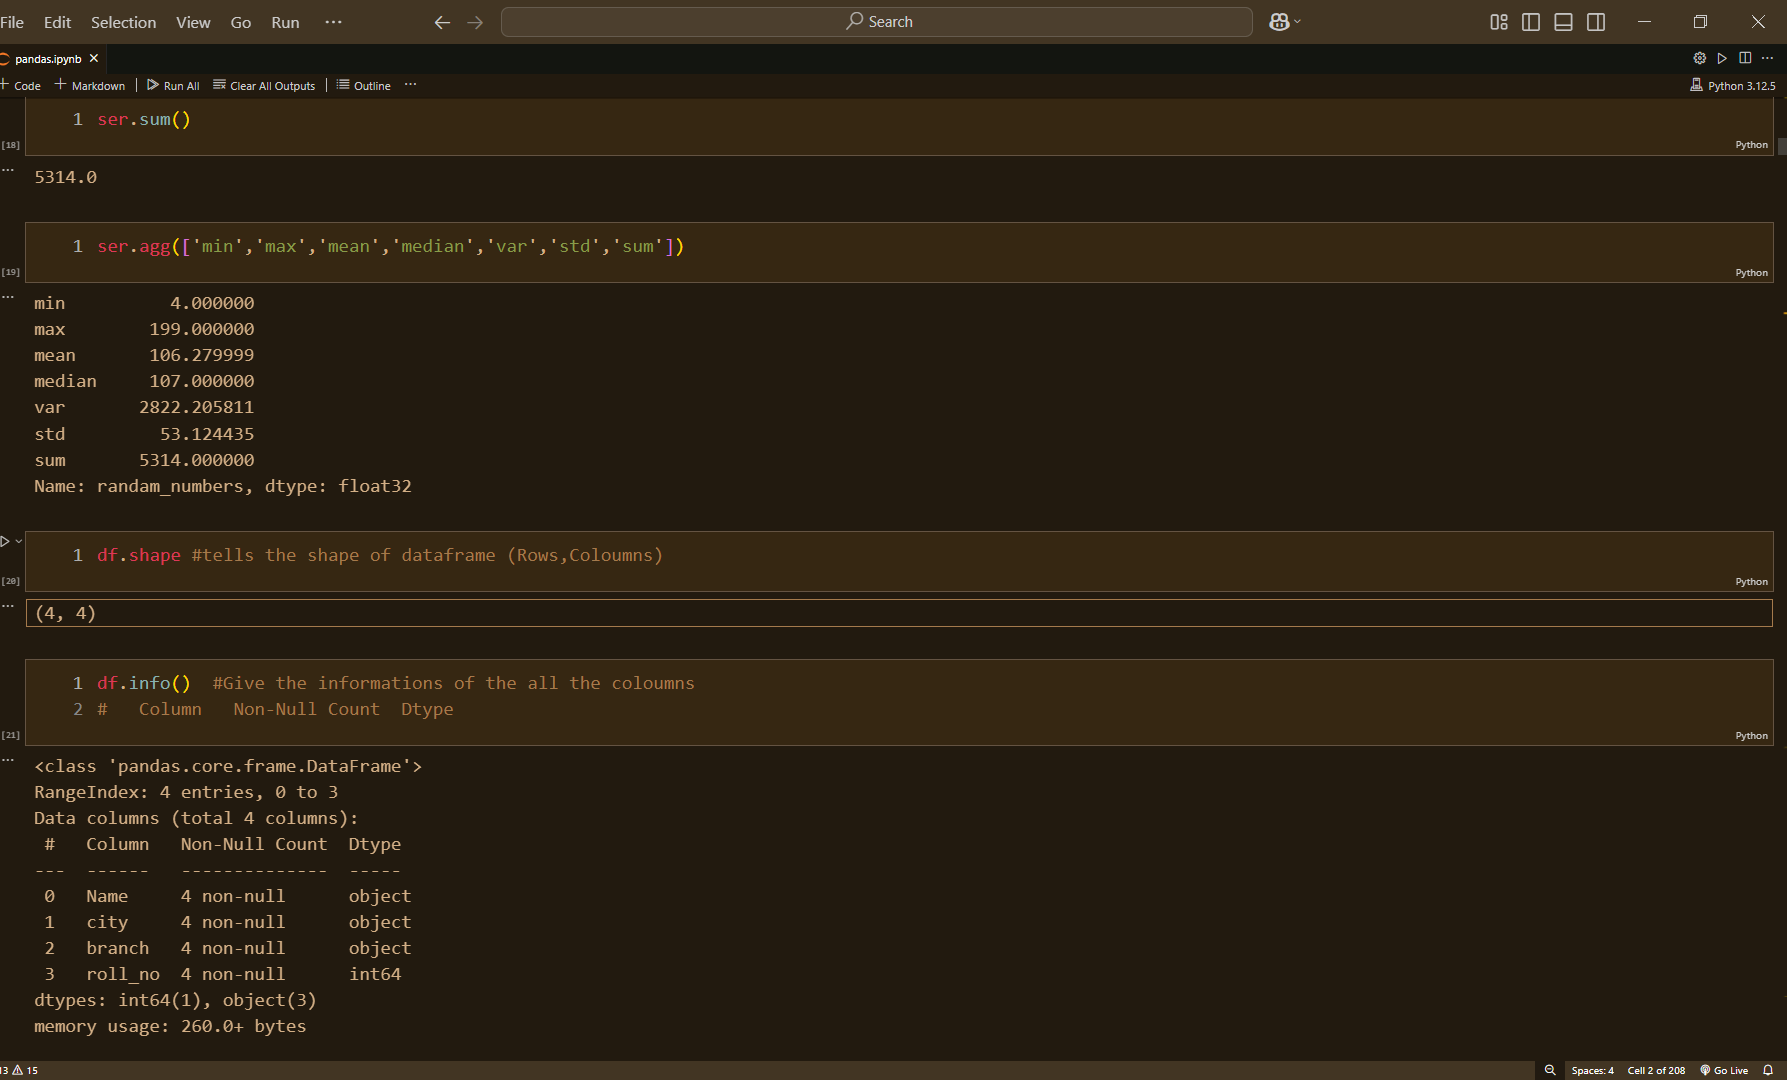 File Edit Selection View Go Run ···
Search
pandas.ipynb
+ Code + Markdown Run All Clear All Outputs Outline ···
Python 3.12.5
1 ser.sum()
[18]
Python
5314.0
1 ser.agg(['min','max','mean','median','var','std','sum'])
[19]
Python
min 4.000000
max 199.000000
mean 106.279999
median 107.000000
var 2822.205811
std 53.124435
sum 5314.000000
Name: randam_numbers, dtype: float32
1 df.shape #tells the shape of dataframe (Rows,Coloumns)
[20]
Python
(4, 4)
1 df.info() #Give the informations of the all the coloumns
2 # Column Non-Null Count Dtype
[21]
Python
<class 'pandas.core.frame.DataFrame'>
RangeIndex: 4 entries, 0 to 3
Data columns (total 4 columns):
# Column Non-Null Count Dtype
--- ------ -------------- -----
0 Name 4 non-null object
1 city 4 non-null object
2 branch 4 non-null object
3 roll_no 4 non-null int64
dtypes: int64(1), object(3)
memory usage: 260.0+ bytes
13 15
Spaces: 4 Cell 2 of 208 Go Live